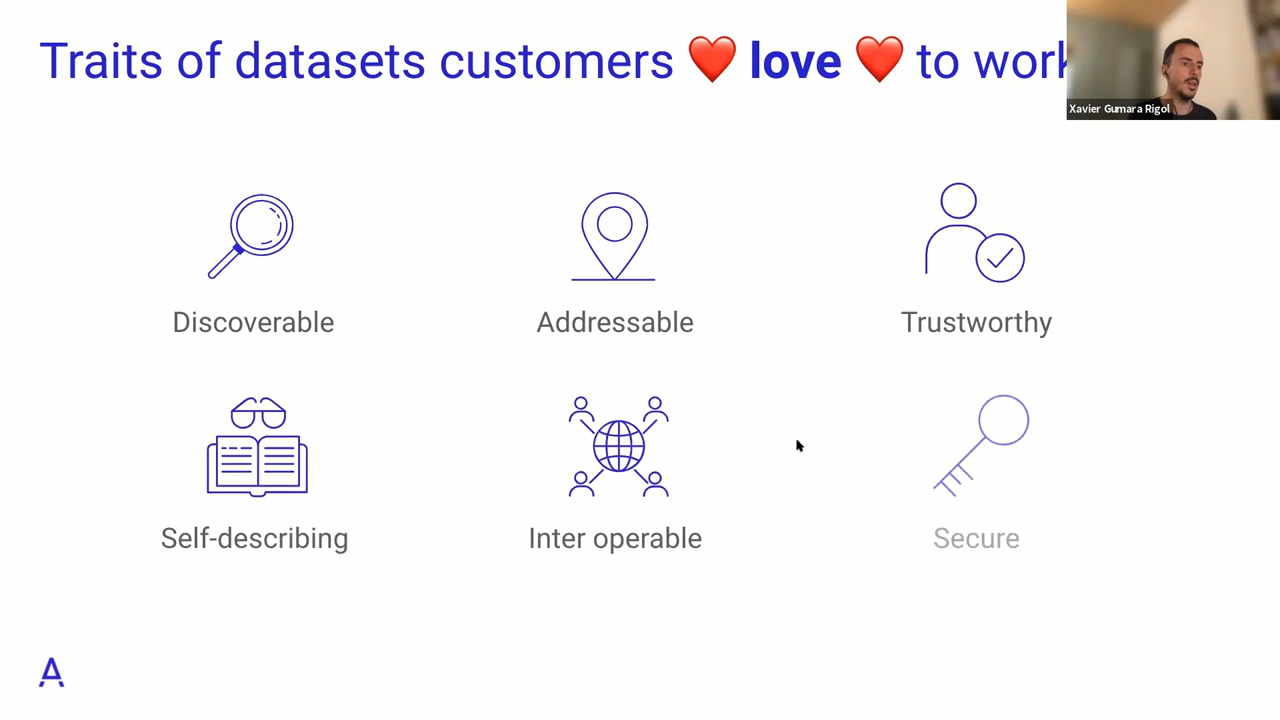 Traits of datasets customers ❤️ love ❤️ to work
Xavier Gumara Rigol
Discoverable
Addressable
Trustworthy
Self-describing
Inter operable
Secure